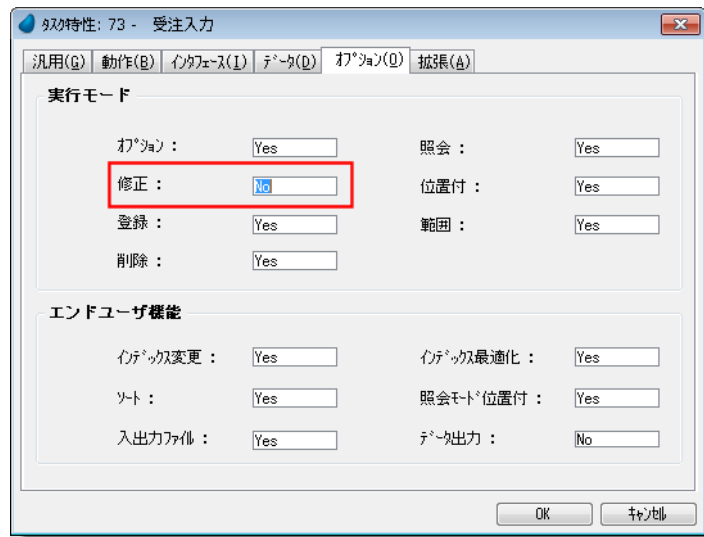 ﾀｽｸ特性: 73 - 受注入力
汎用(G) 動作(B) ｲﾝﾀﾌｪｰｽ(I) ﾃﾞｰﾀ(D) ｵﾌﾟｼｮﾝ(O) 拡張(A)
実行モード
ｵﾌﾟｼｮﾝ： Yes 照会： Yes
修正： No 位置付： Yes
登録： Yes 範囲： Yes
削除： Yes
エンドユーザ機能
ｲﾝﾃﾞｯｸｽ変更： Yes ｲﾝﾃﾞｯｸｽ最適化： Yes
ｿｰﾄ： Yes 照会ﾓｰﾄﾞ位置付： Yes
入出力ﾌｧｲﾙ： Yes ﾃﾞｰﾀ出力： No
OK ｷｬﾝｾﾙ